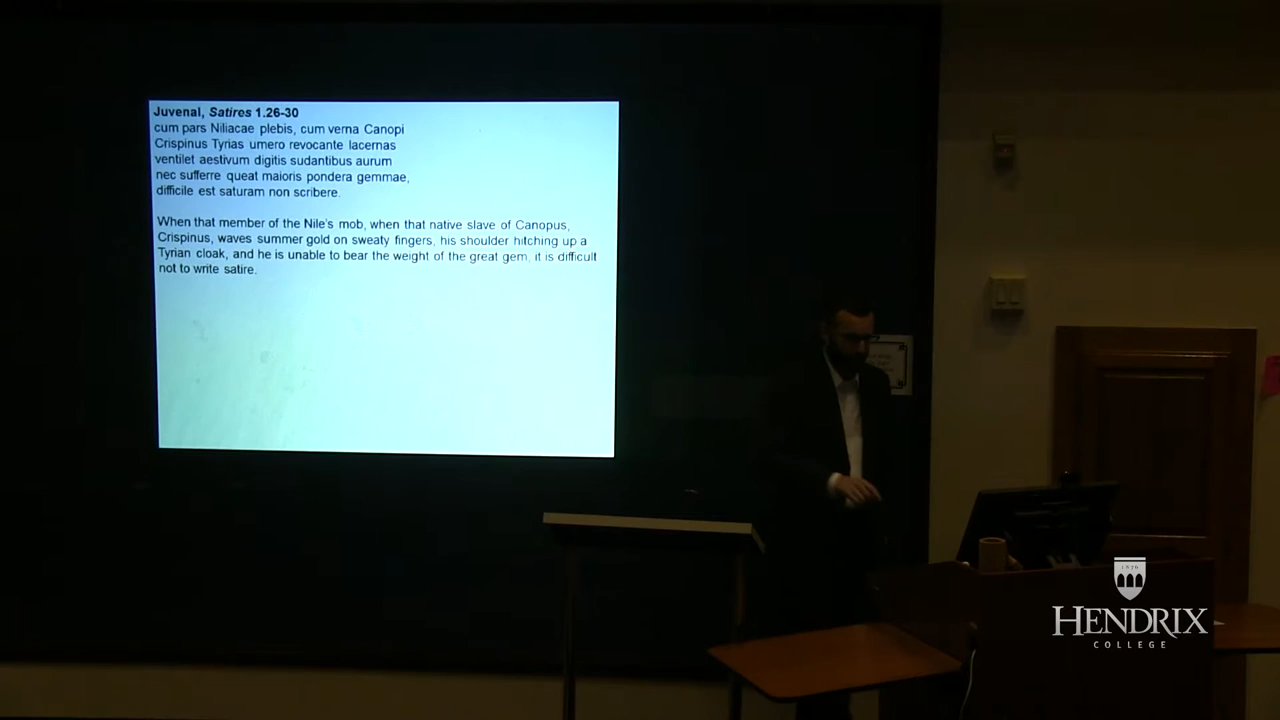 Juvenal, Satires 1.26-30
cum pars Niliacae plebis, cum verna Canopi
Crispinus Tyrias umero revocante lacernas
ventilet aestivum digitis sudantibus aurum
nec sufferre queat maioris pondera gemmae,
difficile est saturam non scribere.
When that member of the Nile's mob, when that native slave of Canopus,
Crispinus, waves summer gold on sweaty fingers, his shoulder hitching up a
Tyrian cloak, and he is unable to bear the weight of the great gem, it is difficult
not to write satire.
1876
HENDRIX
COLLEGE